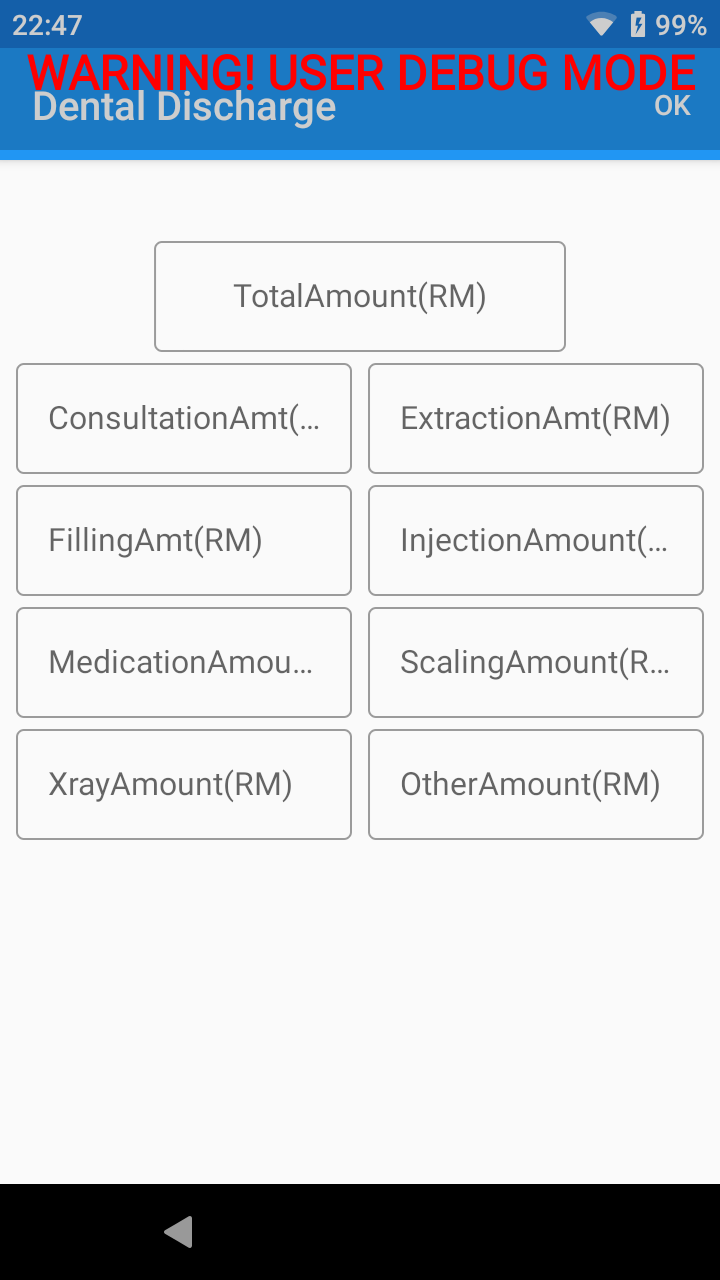 22:47
99%
WARNING! USER DEBUG MODE
Dental Discharge
OK
TotalAmount(RM)
ConsultationAmt(...
ExtractionAmt(RM)
FillingAmt(RM)
InjectionAmount(...
MedicationAmou...
ScalingAmount(R...
XrayAmount(RM)
OtherAmount(RM)